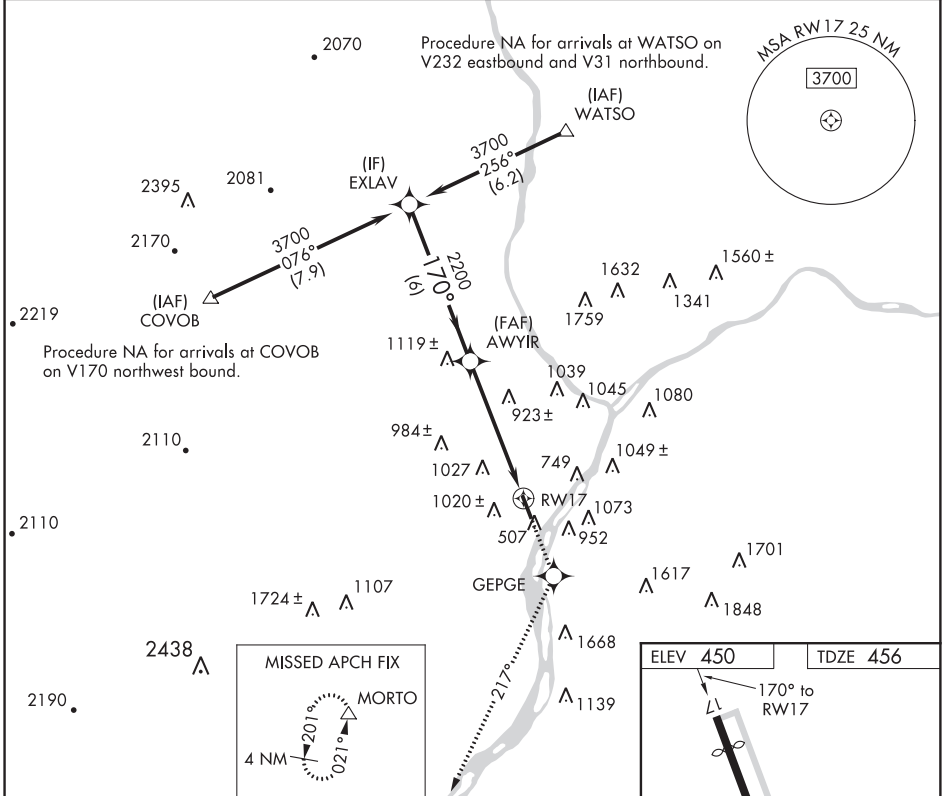 2070
Procedure NA for arrivals at WATSO on
V232 eastbound and V31 northbound.
MSA RW17 25 NM
3700
(IAF)
WATSO
3700
256°
(6.2)
(IF)
EXLAV
2395
2081
2170
3700
076°
(7.9)
2200
170°
(6)
1632
1560 ±
1341
1759
(IAF)
COVOB
2219
(FAF)
AWYIR
Procedure NA for arrivals at COVOB
on V170 northwest bound.
1119 ±
1039
1045
1080
923 ±
984 ±
2110
1027
749
1049 ±
1020 ±
RW17
1073
2110
507
952
GEPGE
1701
1617
1724 ±
1107
1848
1668
2438
217°
1139
2190
MISSED APCH FIX
MORTO
201°
021°
4 NM
ELEV 450
TDZE 456
170° to
RW17
17